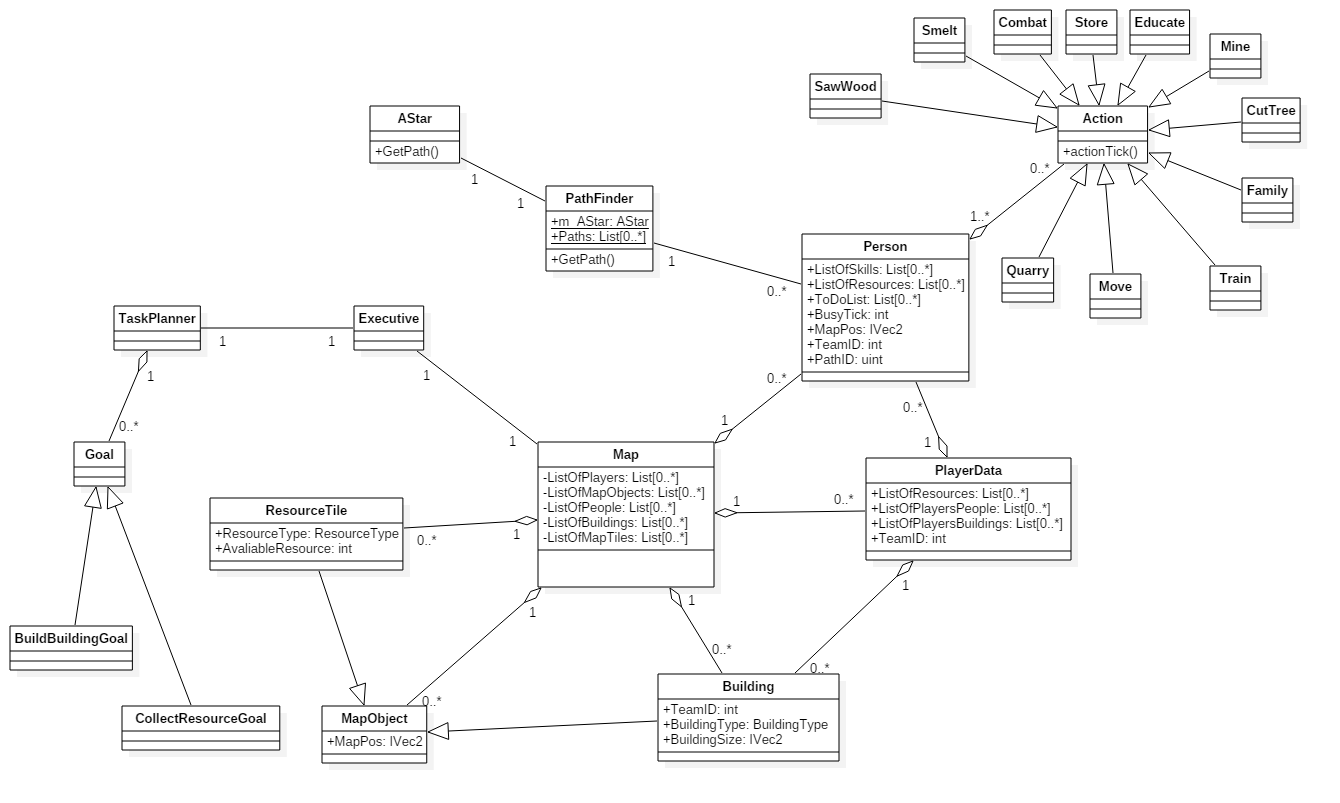 Smelt
Combat
Store
Educate
Mine
SawWood
CutTree
Action
+actionTick()
Family
Quarry
Move
Train
0..*
1..*
AStar
+GetPath()
1
1
PathFinder
+m_AStar: AStar
+Paths: List[0..*]
+GetPath()
1
0..*
Person
+ListOfSkills: List[0..*]
+ListOfResources: List[0..*]
+ToDoList: List[0..*]
+BusyTick: int
+MapPos: IVec2
+TeamID: int
+PathID: uint
TaskPlanner
1
1
Executive
1
0..*
1
1
0..*
1
0..*
1
Goal
Map
-ListOfPlayers: List[0..*]
-ListOfMapObjects: List[0..*]
-ListOfPeople: List[0..*]
-ListOfBuildings: List[0..*]
-ListOfMapTiles: List[0..*]
PlayerData
+ListOfResources: List[0..*]
+ListOfPlayersPeople: List[0..*]
+ListOfPlayersBuildings: List[0..*]
+TeamID: int
1
0..*
ResourceTile
+ResourceType: ResourceType
+AvaliableResource: int
0..*
1
1
1
1
0..*
0..*
0..*
BuildBuildingGoal
CollectResourceGoal
MapObject
+MapPos: IVec2
Building
+TeamID: int
+BuildingType: BuildingType
+BuildingSize: IVec2